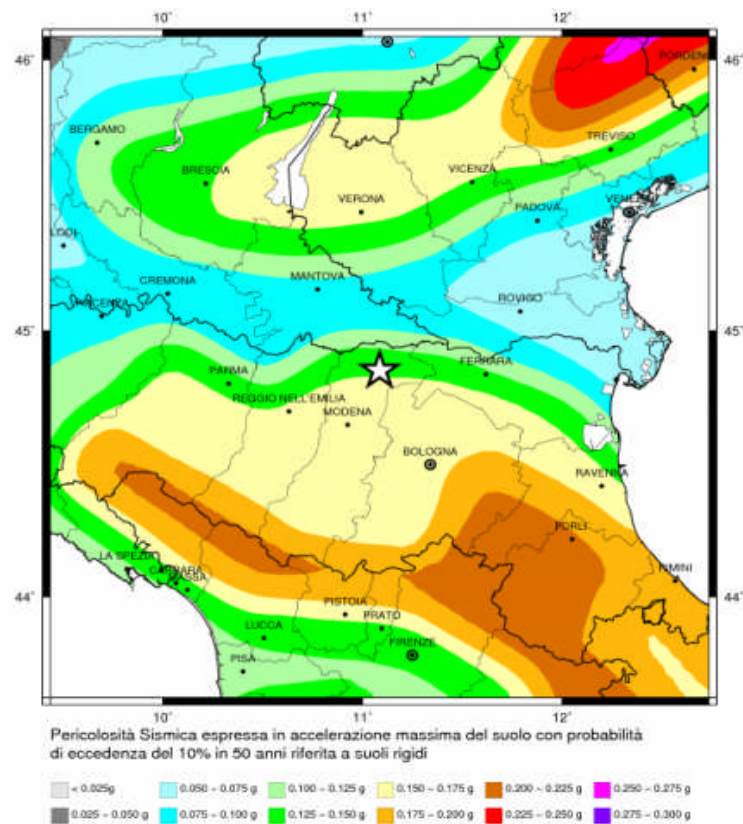 10° 11° 12°
46° 46°
PORDENO
BERGAMO
TREVISO
BRESCIA VICENZA
VERONA
PADOVA VENEZIA
LODI
CREMONA MANTOVA
ROVIGO
PIACENZA
45° 45°
PARMA FERRARA
REGGIO NELL'EMILIA
MODENA
BOLOGNA
RAVENNA
FORLI
LA SPEZIA
CARRARA
MASSA
RIMINI
44° 44°
PISTOIA
PRATO
LUCCA
FIRENZE
PISA
10° 11° 12°
Pericolosità Sismica espressa in accelerazione massima del suolo con probabilità
di eccedenza del 10% in 50 anni riferita a suoli rigidi
< 0.025g 0.050 – 0.075 g 0.100 – 0.125 g 0.150 – 0.175 g 0.200 – 0.225 g 0.250 – 0.275 g
0.025 – 0.050 g 0.075 – 0.100 g 0.125 – 0.150 g 0.175 – 0.200 g 0.225 – 0.250 g 0.275 – 0.300 g